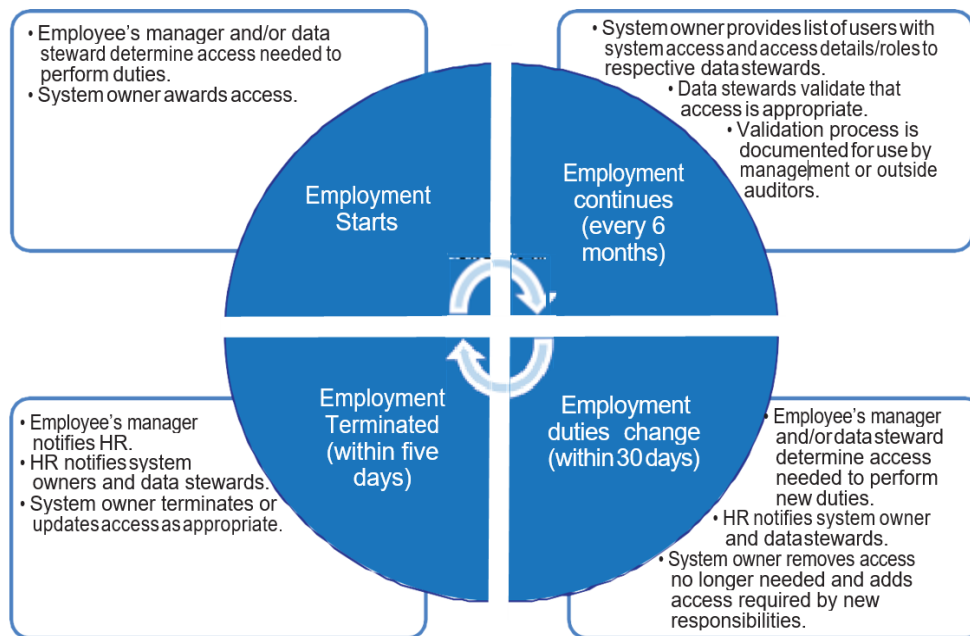 • Employee's manager and/or data
steward determine access needed to
perform duties.
• System owner awards access.
• System owner provides list of users with
system access and access details/roles to
respective data stewards.
• Data stewards validate that
access is appropriate.
• Validation process is
documented for use by
management or outside
auditors.
Employment
Starts
Employment
continues
(every 6
months)
Employment
Terminated
(within five
days)
Employment
duties change
(within 30 days)
• Employee's manager
notifies HR.
• HR notifies system
owners and data stewards.
• System owner terminates or
updates access as appropriate.
• Employee's manager
and/or data steward
determine access
needed to perform
new duties.
• HR notifies system owner
and data stewards.
• System owner removes access
no longer needed and adds
access required by new
responsibilities.